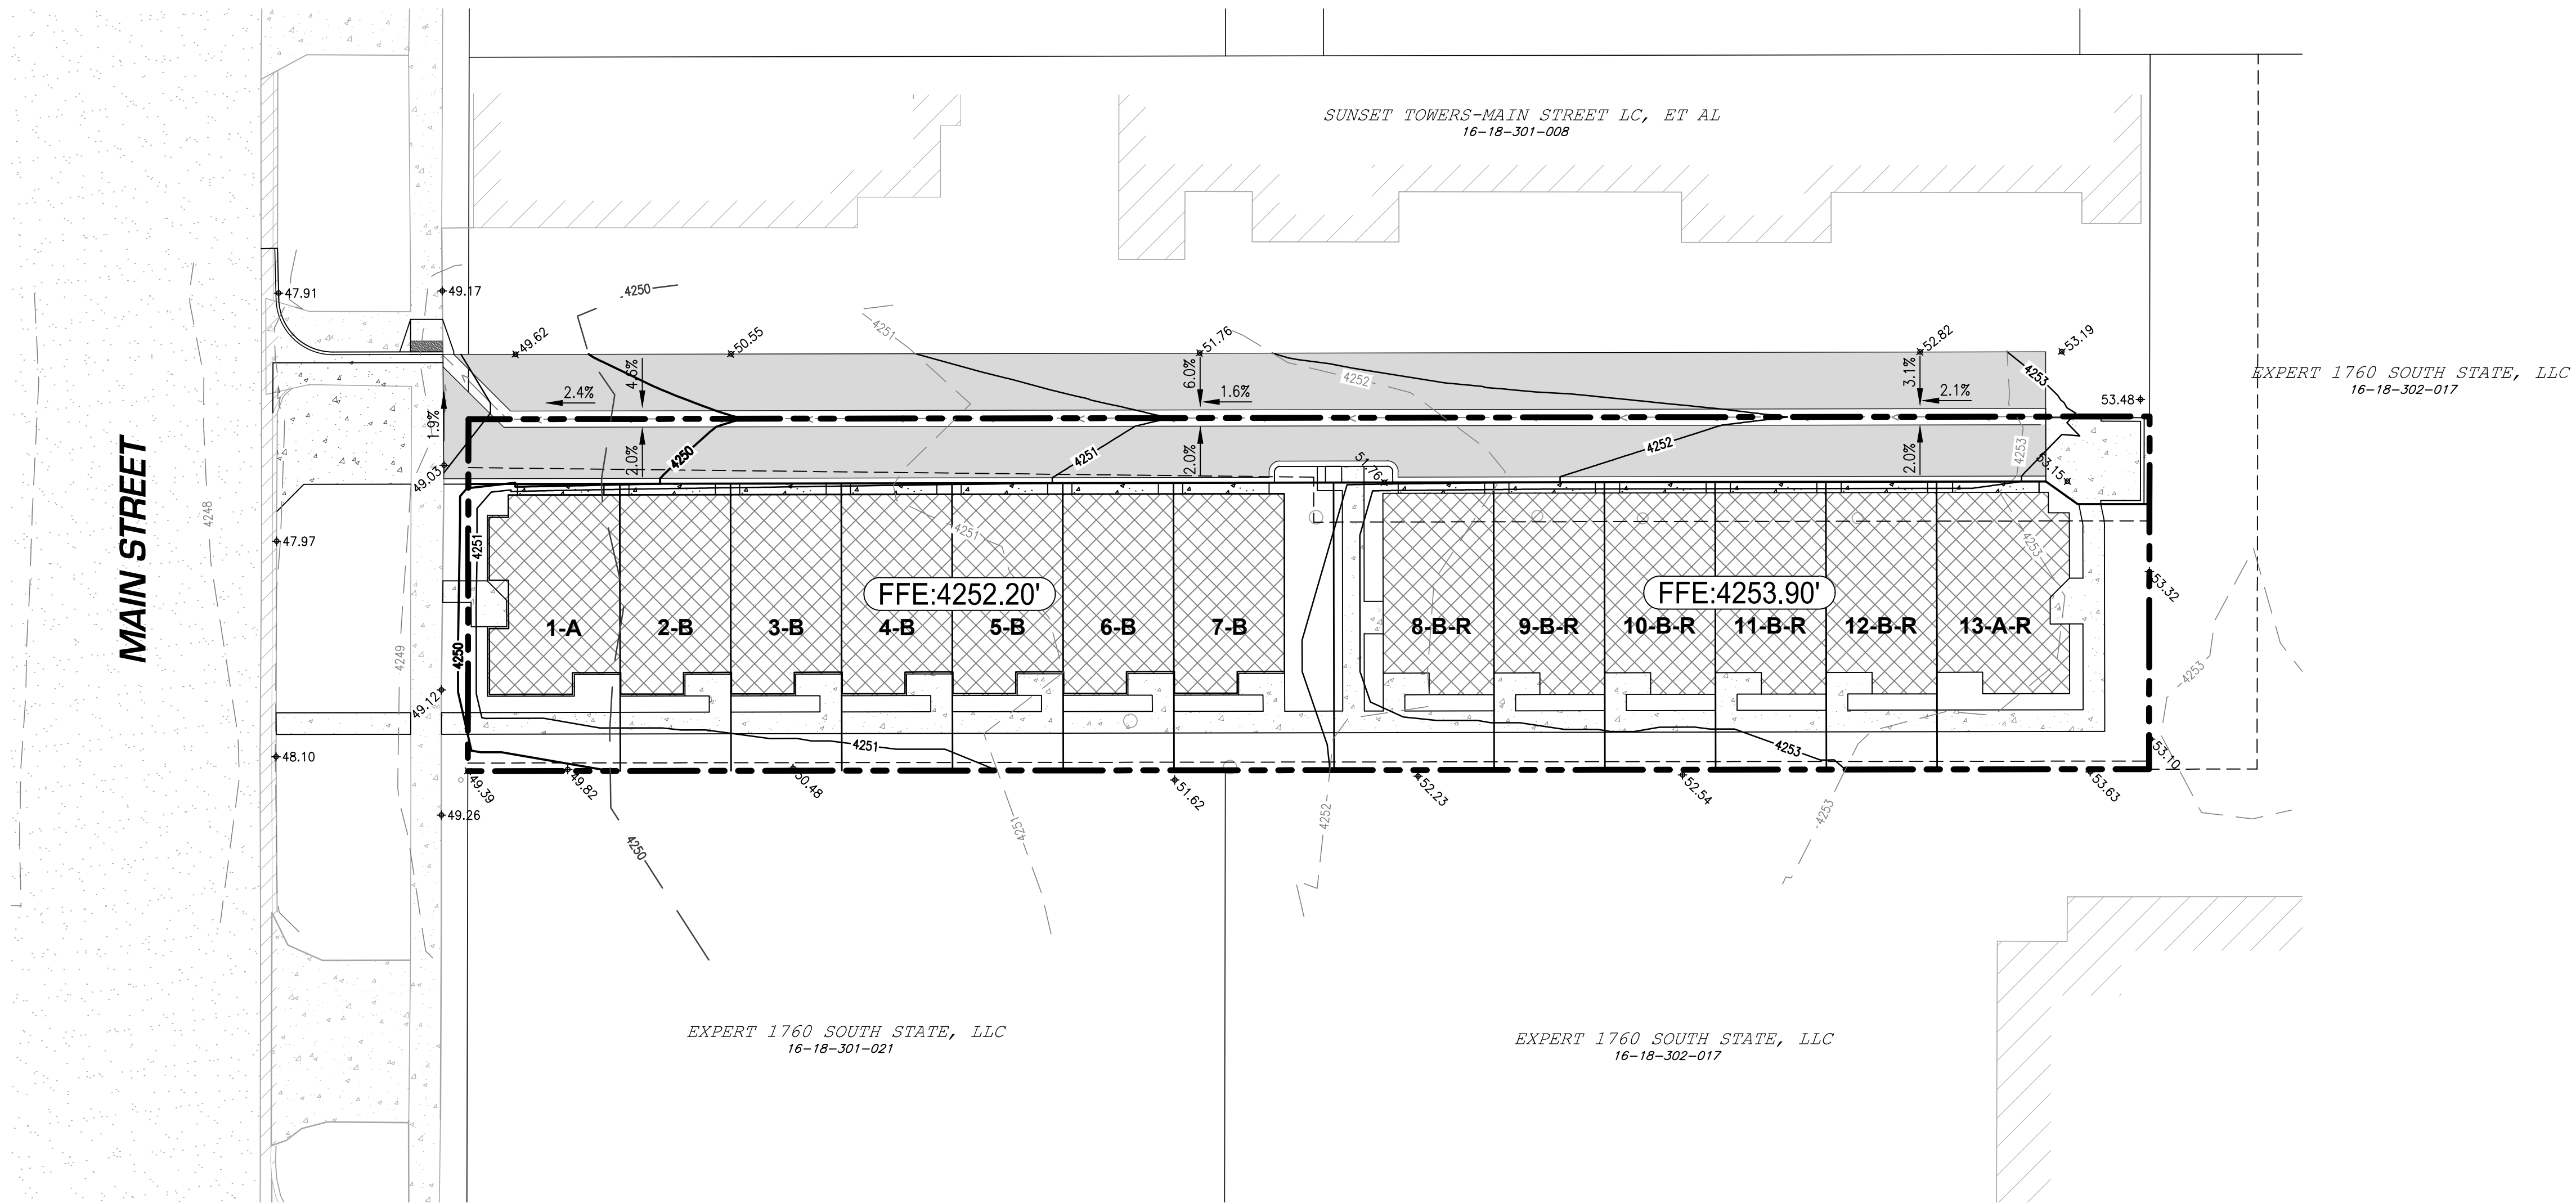 SUNSET TOWERS-MAIN STREET LC, ET AL
16-18-301-008
4250
47.91
49.17
4251
49.62
50.55
51.76
52.82
53.19
4252
4253
EXPERT 1760 SOUTH STATE, LLC
16-18-302-017
2.4%
4.6%
6.0%
1.6%
3.1%
2.1%
53.48
1.9%
49.03
2.0%
4250
2.0%
4251
51.76
4252
2.0%
4253
53.15
MAIN STREET
4248
47.97
4251
4251
4253
FFE:4252.20'
FFE:4253.90'
53.32
1-A
2-B
3-B
4-B
5-B
6-B
7-B
8-B-R
9-B-R
10-B-R
11-B-R
12-B-R
13-A-R
4249
4250
4253
49.12
4251
4253
53.10
48.10
49.39
49.82
50.48
51.62
52.23
52.54
53.63
49.26
4250
4251
4252
4253
EXPERT 1760 SOUTH STATE, LLC
16-18-301-021
EXPERT 1760 SOUTH STATE, LLC
16-18-302-017